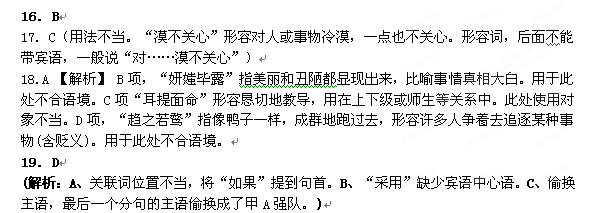 16. B
17. C（用法不当。“漠不关心”形容对人或事物冷漠，一点也不关心。形容词，后面不能
带宾语，一般说“对……漠不关心”）
18.A 【解析】 B项，“妍媸毕露”指美丽和丑陋都显现出来，比喻事情真相大白。用于此
处不合语境。C项“耳提面命”形容恳切地教导，用在上下级或师生等关系中。此处使用对
象不当。D项，“趋之若鹜”指像鸭子一样，成群地跑过去，形容许多人争着去追逐某种事
物(含贬义)。用于此处不合语境。
19. D
(解析：A、关联词位置不当，将“如果”提到句首。B、“采用”缺少宾语中心语。C、偷换
主语，最后一个分句的主语偷换成了甲A强队。)